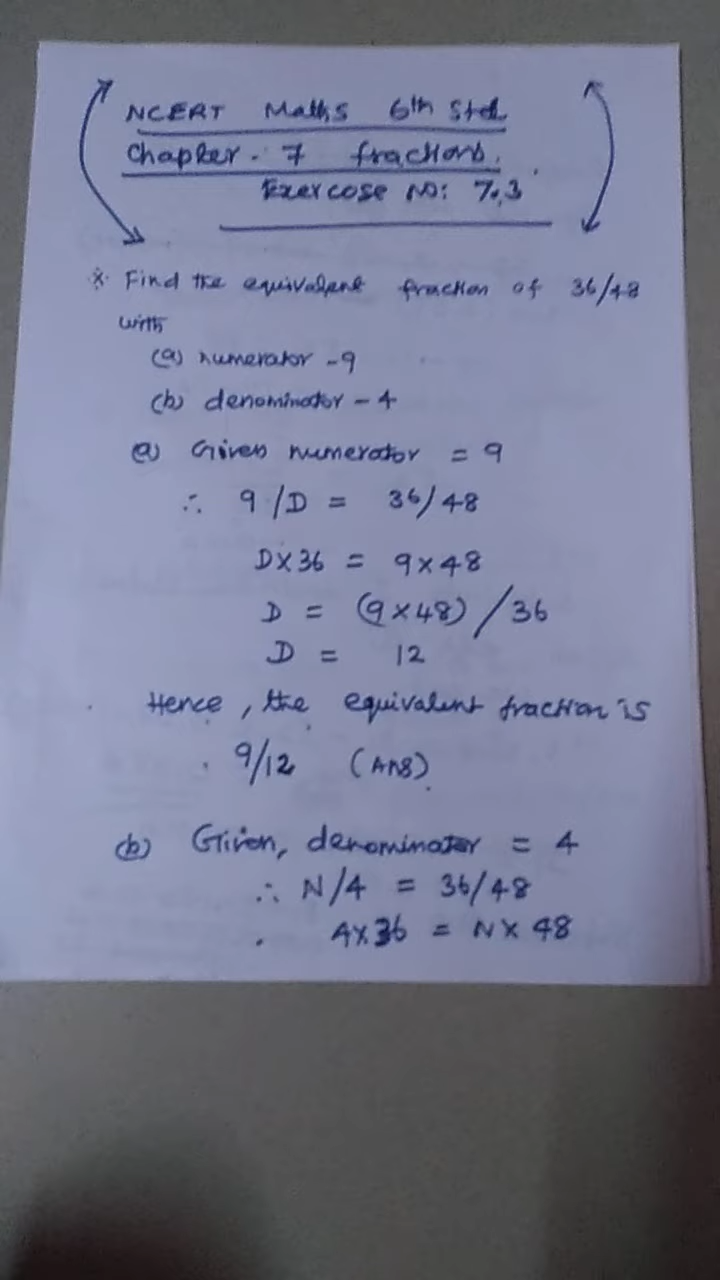 NCERT Maths 6th Std
Chapter - 7 fractions.
Exercose No: 7.3
* Find the equivalent fraction of 36/48
with
(a) numerator - 9
(b) denominator - 4
(a) Given numerator = 9
∴ 9/D = 36/48
D×36 = 9×48
D = (9×48)/36
D = 12
Hence, the equivalent fraction is
9/12 (Ans)
(b) Given, denominator = 4
∴ N/4 = 36/48
4×36 = N×48